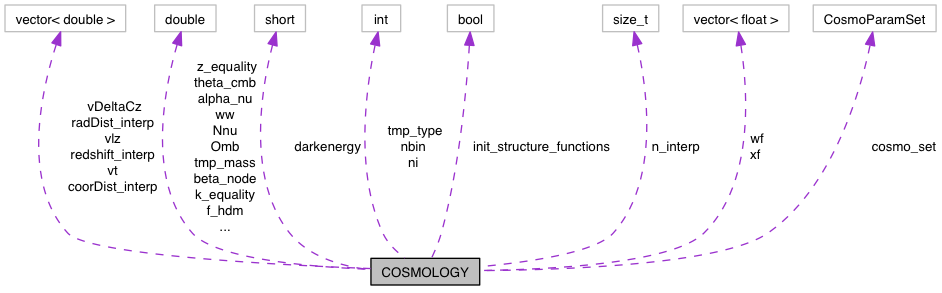 vector< double >
double
short
int
bool
size_t
vector< float >
CosmoParamSet
vDeltaCz
radDist_interp
vlz
redshift_interp
vt
coorDist_interp
z_equality
theta_cmb
alpha_nu
ww
Nnu
Omb
tmp_mass
beta_node
k_equality
f_hdm
...
darkenergy
tmp_type
nbin
ni
init_structure_functions
n_interp
wf
xf
cosmo_set
COSMOLOGY